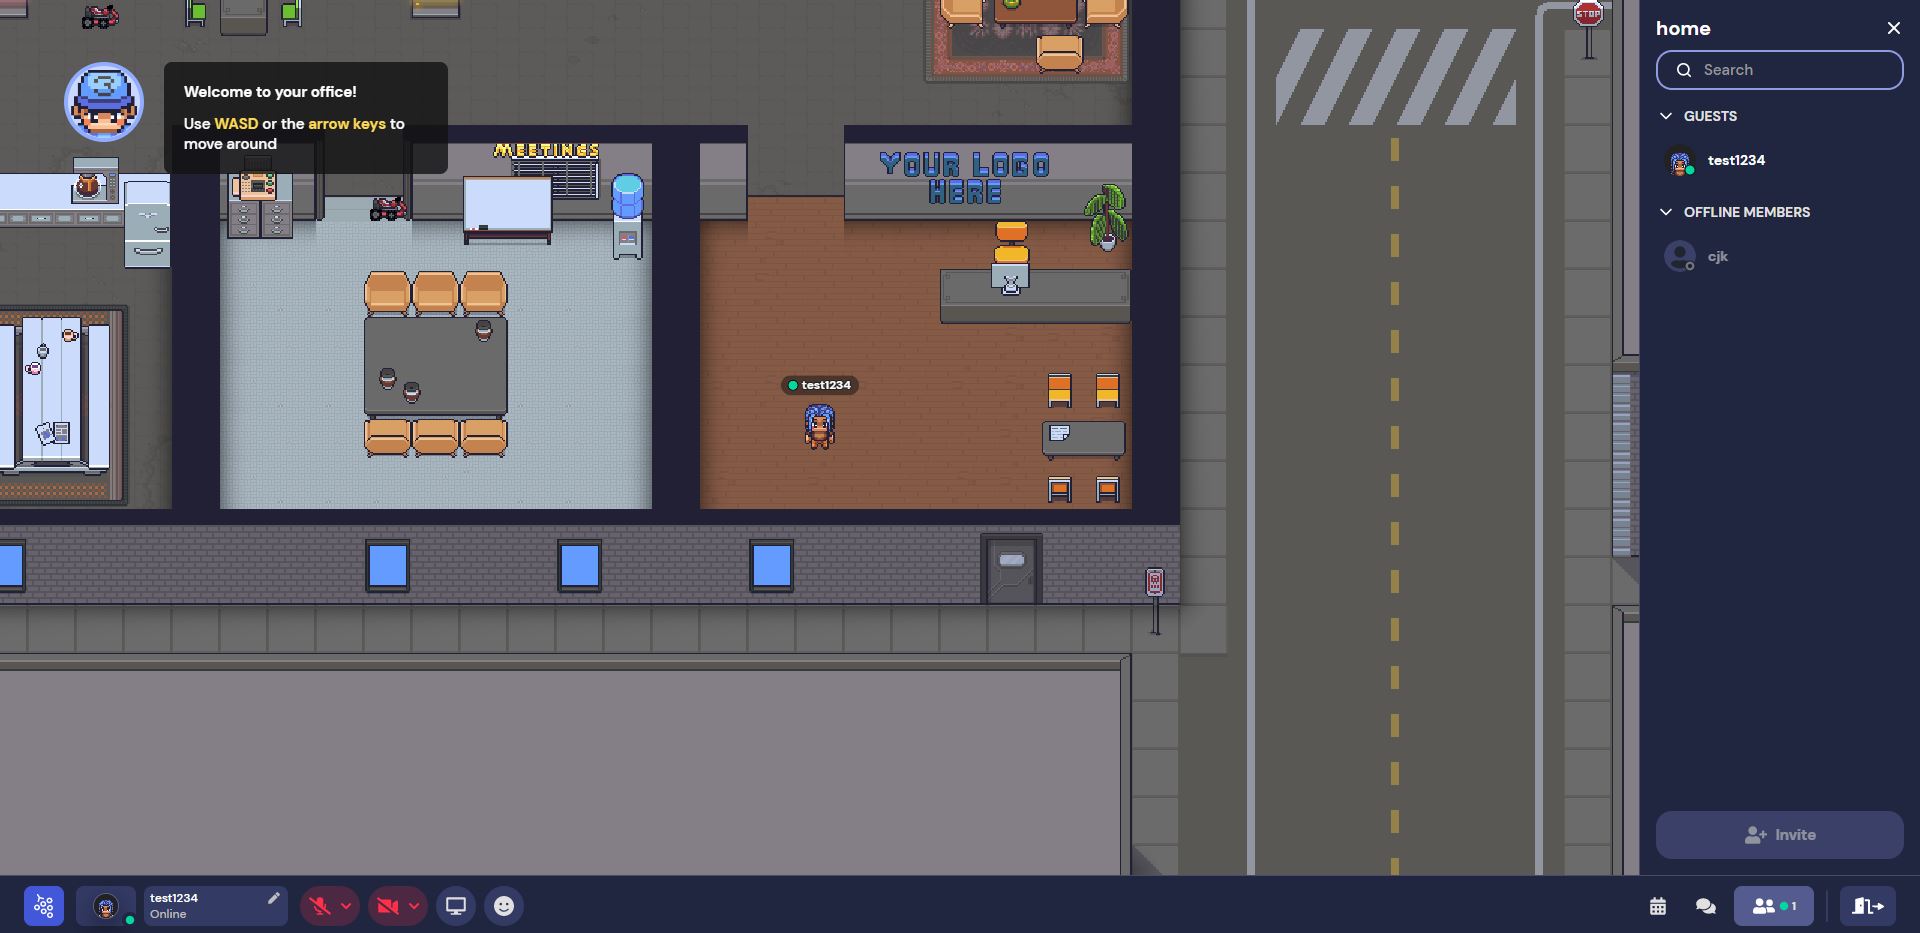 home
Search
GUESTS
test1234
OFFLINE MEMBERS
cjk
Invite
STOP
Welcome to your office!
Use WASD or the arrow keys to
move around
MEETINGS
YOUR LOGO
HERE
test1234
test1234
Online
1